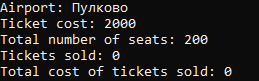 Airport: Пулково
Ticket cost: 2000
Total number of seats: 200
Tickets sold: 0
Total cost of tickets sold: 0